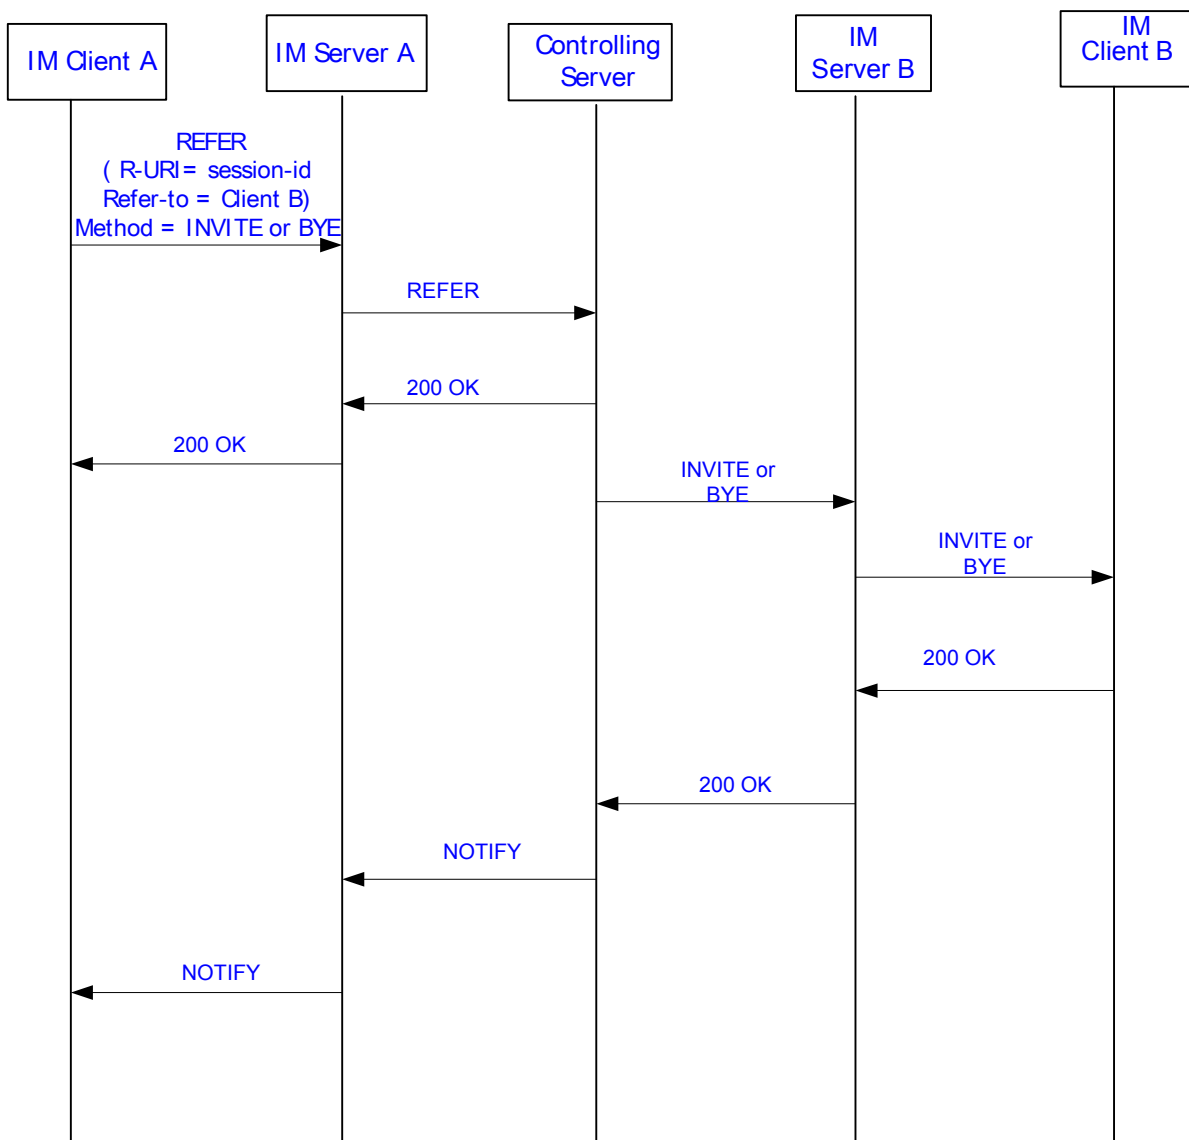 IM Client A
IM Server A
Controlling
Server
IM
Server B
IM
Client B
REFER
( R-URI= session-id
Refer-to = Client B)
Method = INVITE or BYE
REFER
200 OK
200 OK
INVITE or
BYE
INVITE or
BYE
200 OK
200 OK
NOTIFY
NOTIFY